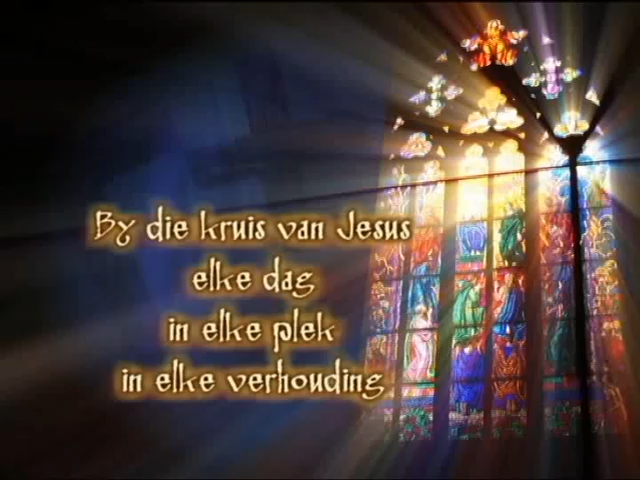 By die kruis van Jesus
elke dag
in elke plek
in elke verhouding